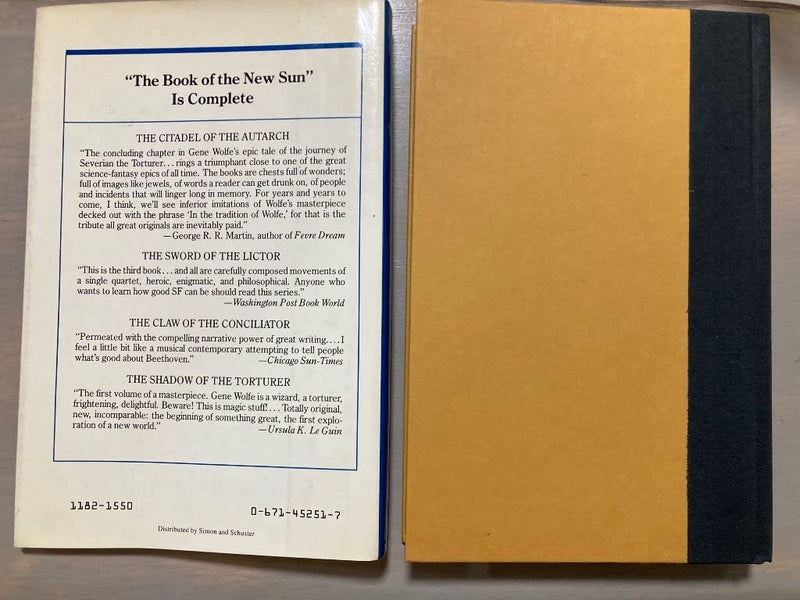 “The Book of the New Sun”
Is Complete
THE CITADEL OF THE AUTARCH
“The concluding chapter in Gene Wolfe’s epic tale of the journey of
Severian the Torturer...rings a triumphant close to one of the great
science-fantasy epics of all time. The books are chests full of wonders;
full of images like jewels, of words a reader can get drunk on, of people
and incidents that will linger long in memory. For years and years to
come, I think, we’ll see inferior imitations of Wolfe’s masterpiece
decked out with the phrase ‘In the tradition of Wolfe,’ for that is the
tribute all great originals are inevitably paid.”
—George R. R. Martin, author of Fevre Dream
THE SWORD OF THE LICTOR
“This is the third book...and all are carefully composed movements of
a single quartet, heroic, enigmatic, and philosophical. Anyone who
wants to learn how good SF can be should read this series.”
—Washington Post Book World
THE CLAW OF THE CONCILIATOR
“Permeated with the compelling narrative power of great writing....I
feel a little bit like a musical contemporary attempting to tell people
what’s good about Beethoven.” —Chicago Sun-Times
THE SHADOW OF THE TORTURER
“The first volume of a masterpiece. Gene Wolfe is a wizard, a torturer,
frightening, delightful. Beware! This is magic stuff!...Totally original,
new, incomparable: the beginning of something great, the first explo-
ration of a new world.” —Ursula K. Le Guin
1182-1550 0-671-45251-7
Distributed by Simon and Schuster